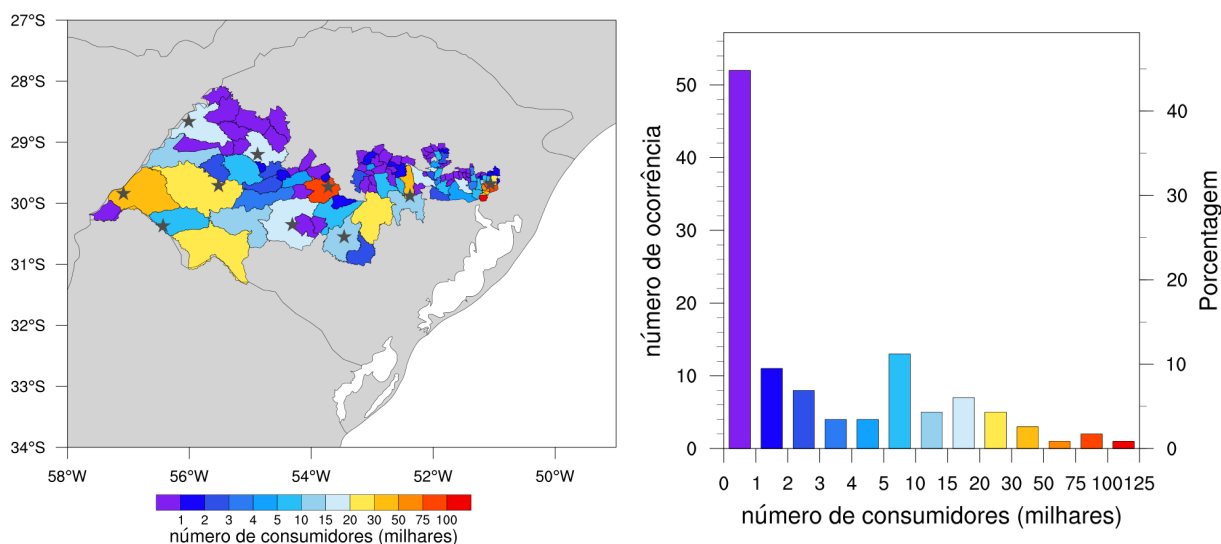 27°S
28°S
29°S
30°S
31°S
32°S
33°S
34°S
58°W 56°W 54°W 52°W 50°W
1 2 3 4 5 10 15 20 30 50 75 100
número de consumidores (milhares)
número de ocorrência
50
40
30
20
10
0
Porcentagem
40
30
20
10
0
0 1 2 3 4 5 10 15 20 30 50 75 100 125
número de consumidores (milhares)